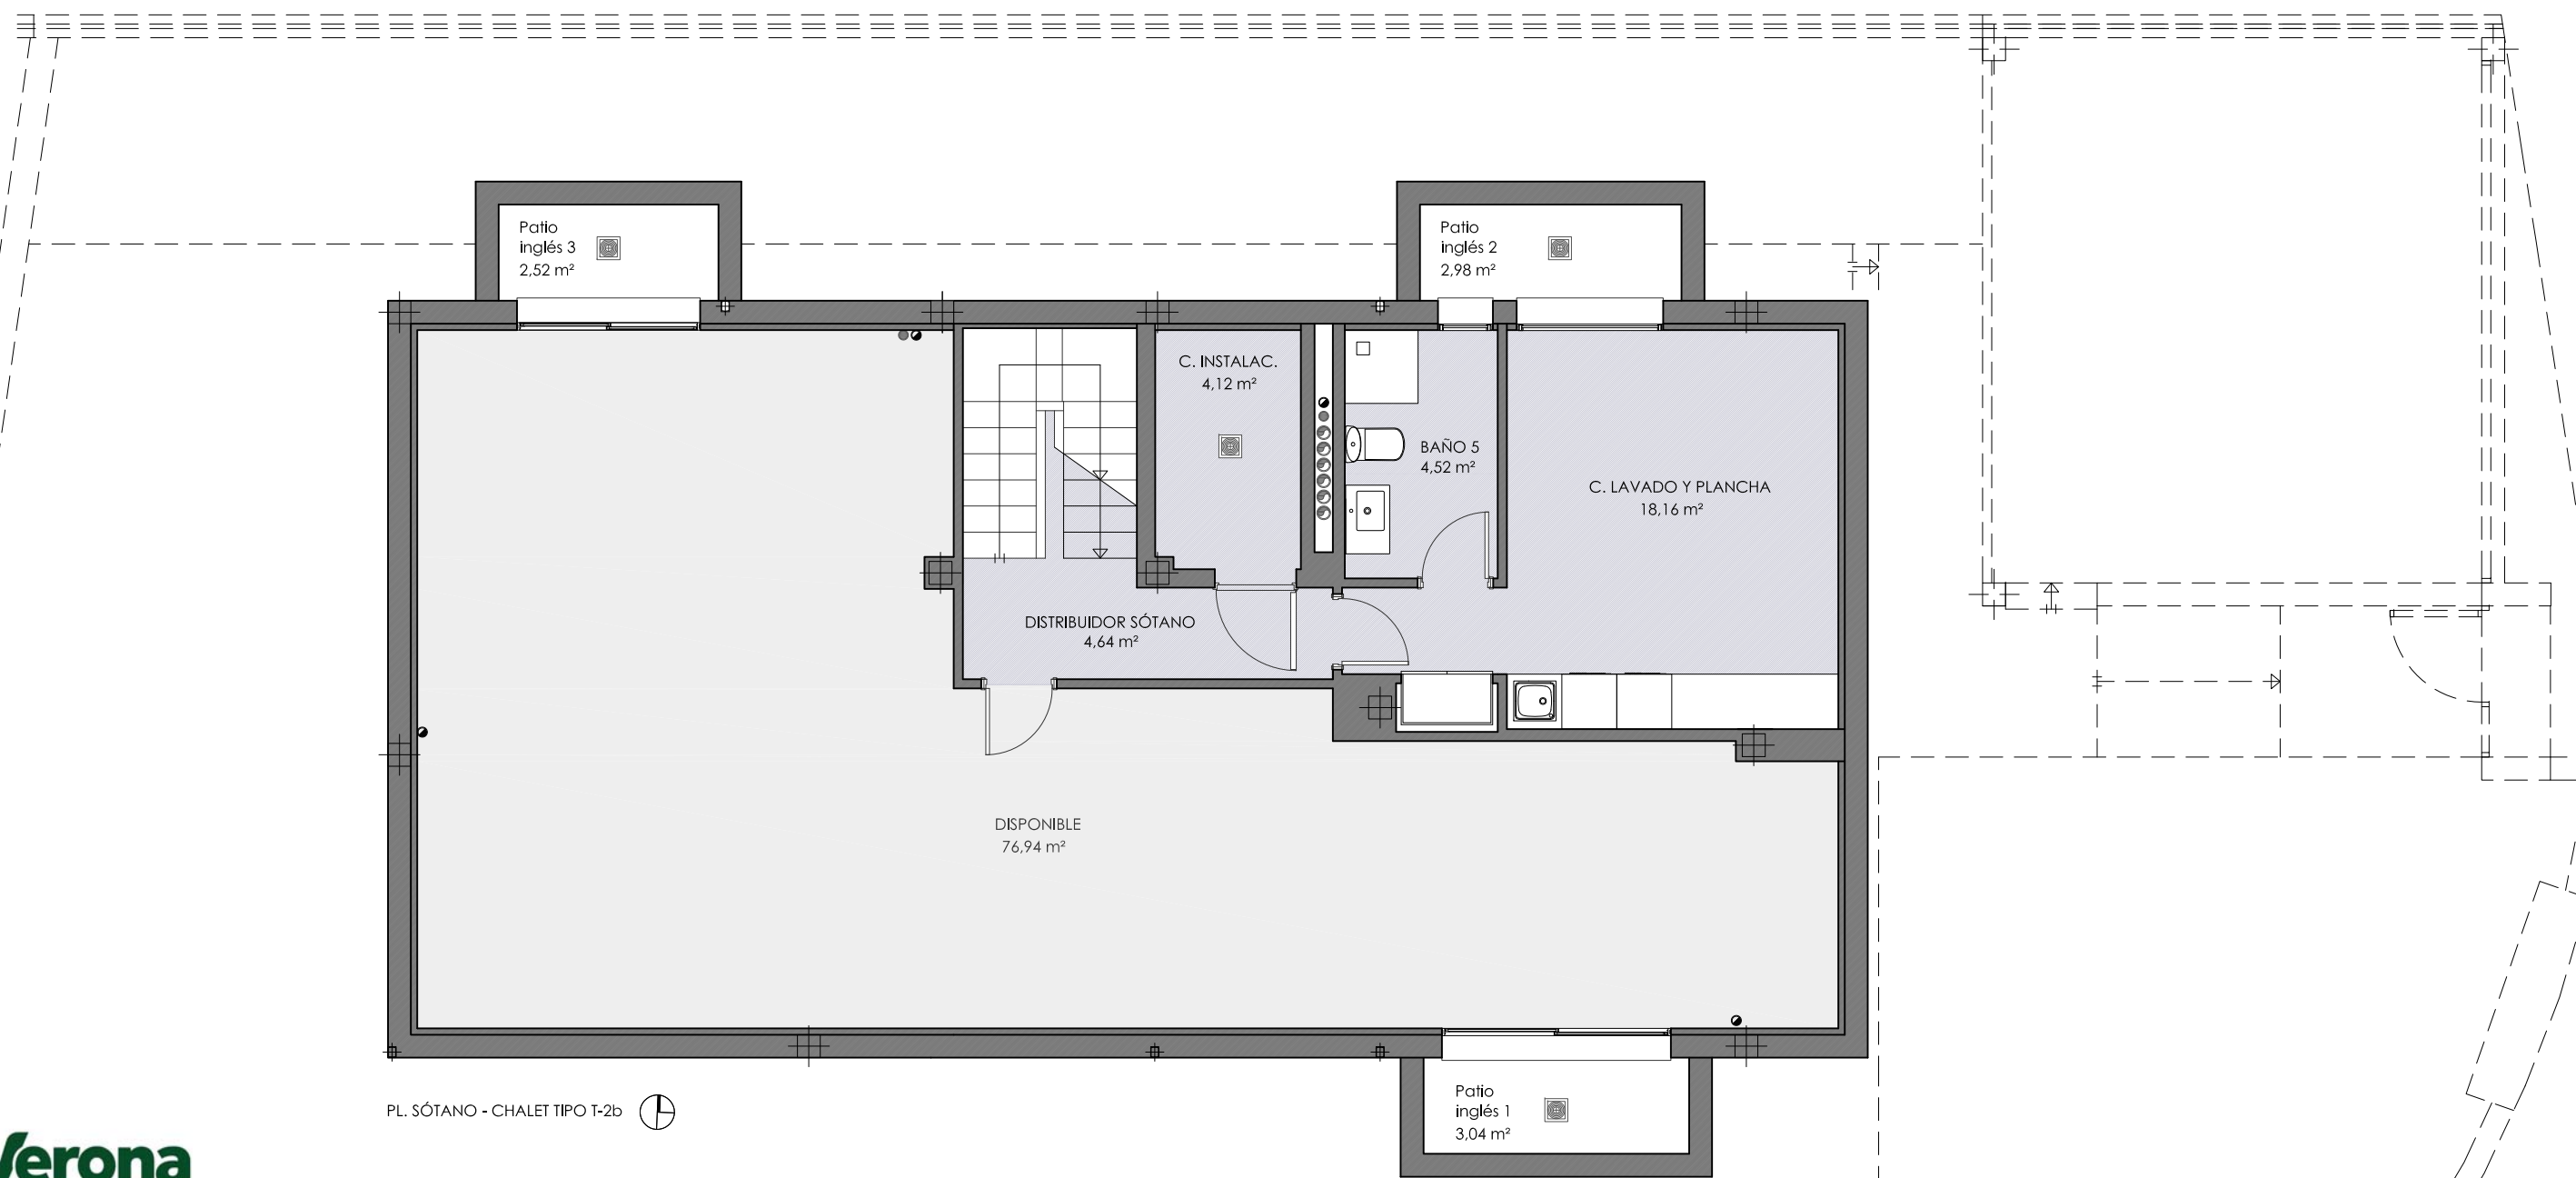 Patio
inglés 3
2,52 m²
Patio
inglés 2
2,98 m²
C. INSTALAC.
4,12 m²
BAÑO 5
4,52 m²
C. LAVADO Y PLANCHA
18,16 m²
DISTRIBUIDOR SÓTANO
4,64 m²
DISPONIBLE
76,94 m²
Patio
inglés 1
3,04 m²
PL. SÓTANO - CHALET TIPO T-2b
Verona